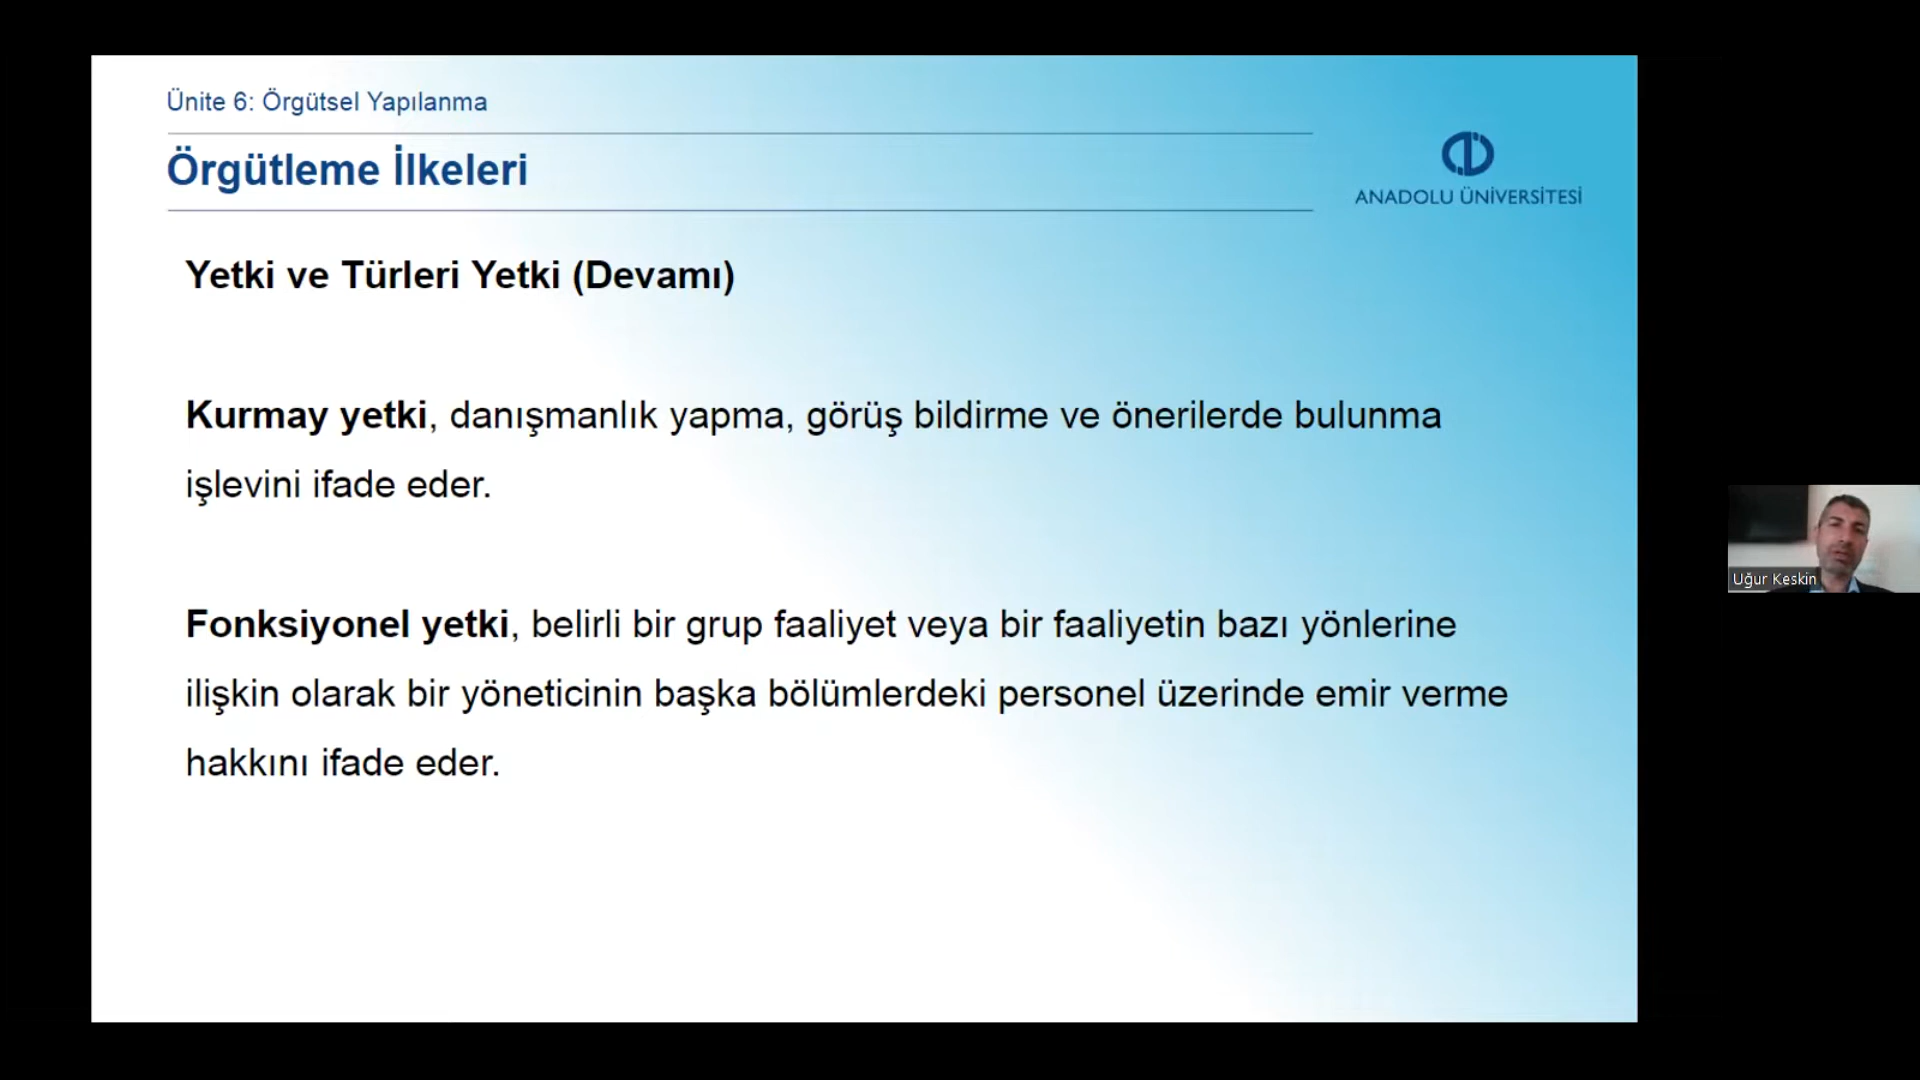 Ünite 6: Örgütsel Yapılanma
Örgütleme İlkeleri
ANADOLU ÜNİVERSİTESİ
Yetki ve Türleri Yetki (Devamı)
Kurmay yetki, danışmanlık yapma, görüş bildirme ve önerilerde bulunma
işlevini ifade eder.
Fonksiyonel yetki, belirli bir grup faaliyet veya bir faaliyetin bazı yönlerine
ilişkin olarak bir yöneticinin başka bölümlerdeki personel üzerinde emir verme
hakkını ifade eder.
Uğur Keskin